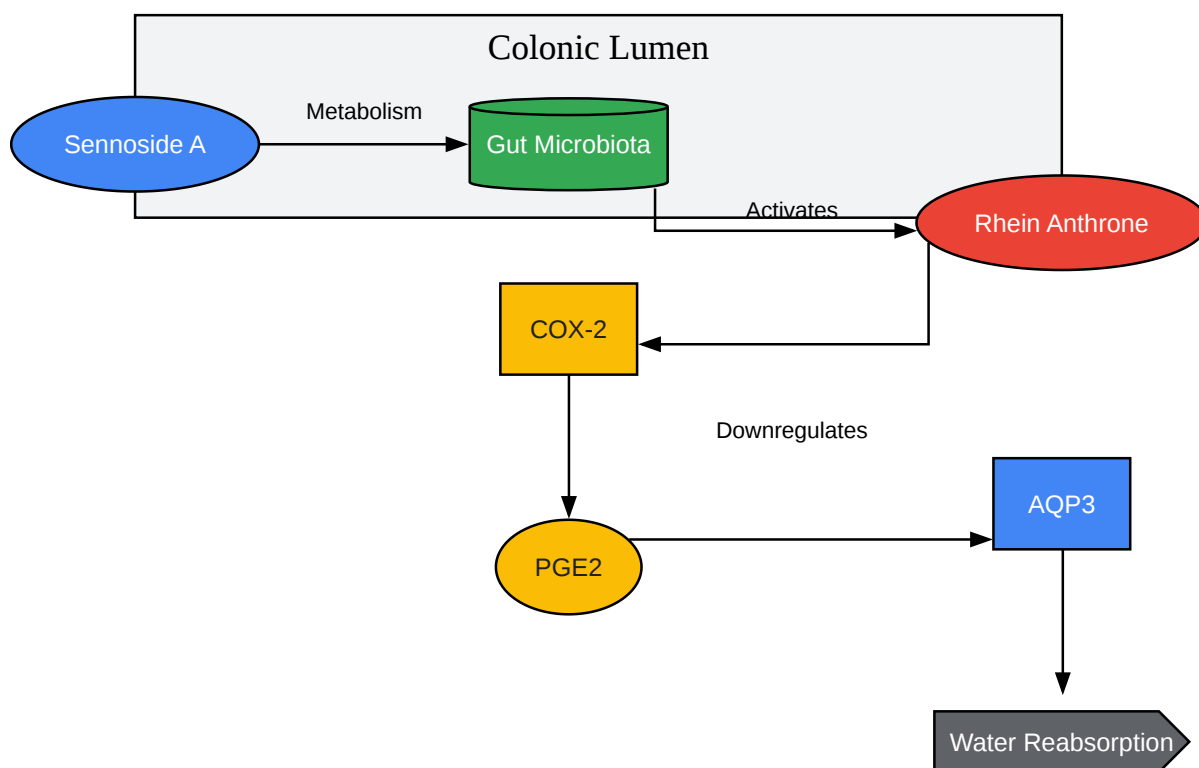 Colonic Lumen
Metabolism
Sennoside A
Gut Microbiota
Activates
Rhein Anthrone
COX-2
Downregulates
AQP3
PGE2
Water Reabsorption